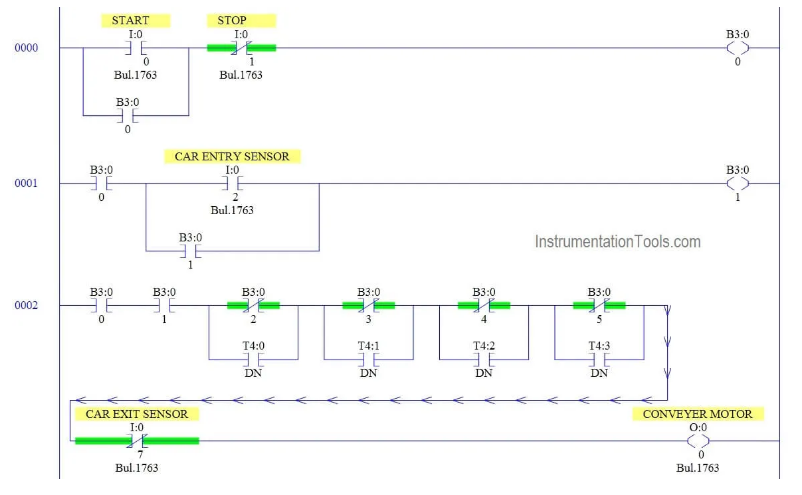 START STOP
I:0 I:0 B3:0
0000
0 1 0
Bul.1763 Bul.1763
B3:0
0
CAR ENTRY SENSOR
B3:0 I:0 B3:0
0001
0 2 1
Bul.1763
B3:0
1
InstrumentationTools.com
B3:0 B3:0 B3:0 B3:0 B3:0 B3:0
0002
0 1 2 3 4 5
T4:0 T4:1 T4:2 T4:3
DN DN DN DN
CAR EXIT SENSOR CONVEYER MOTOR
I:0 O:0
7 0
Bul.1763 Bul.1763